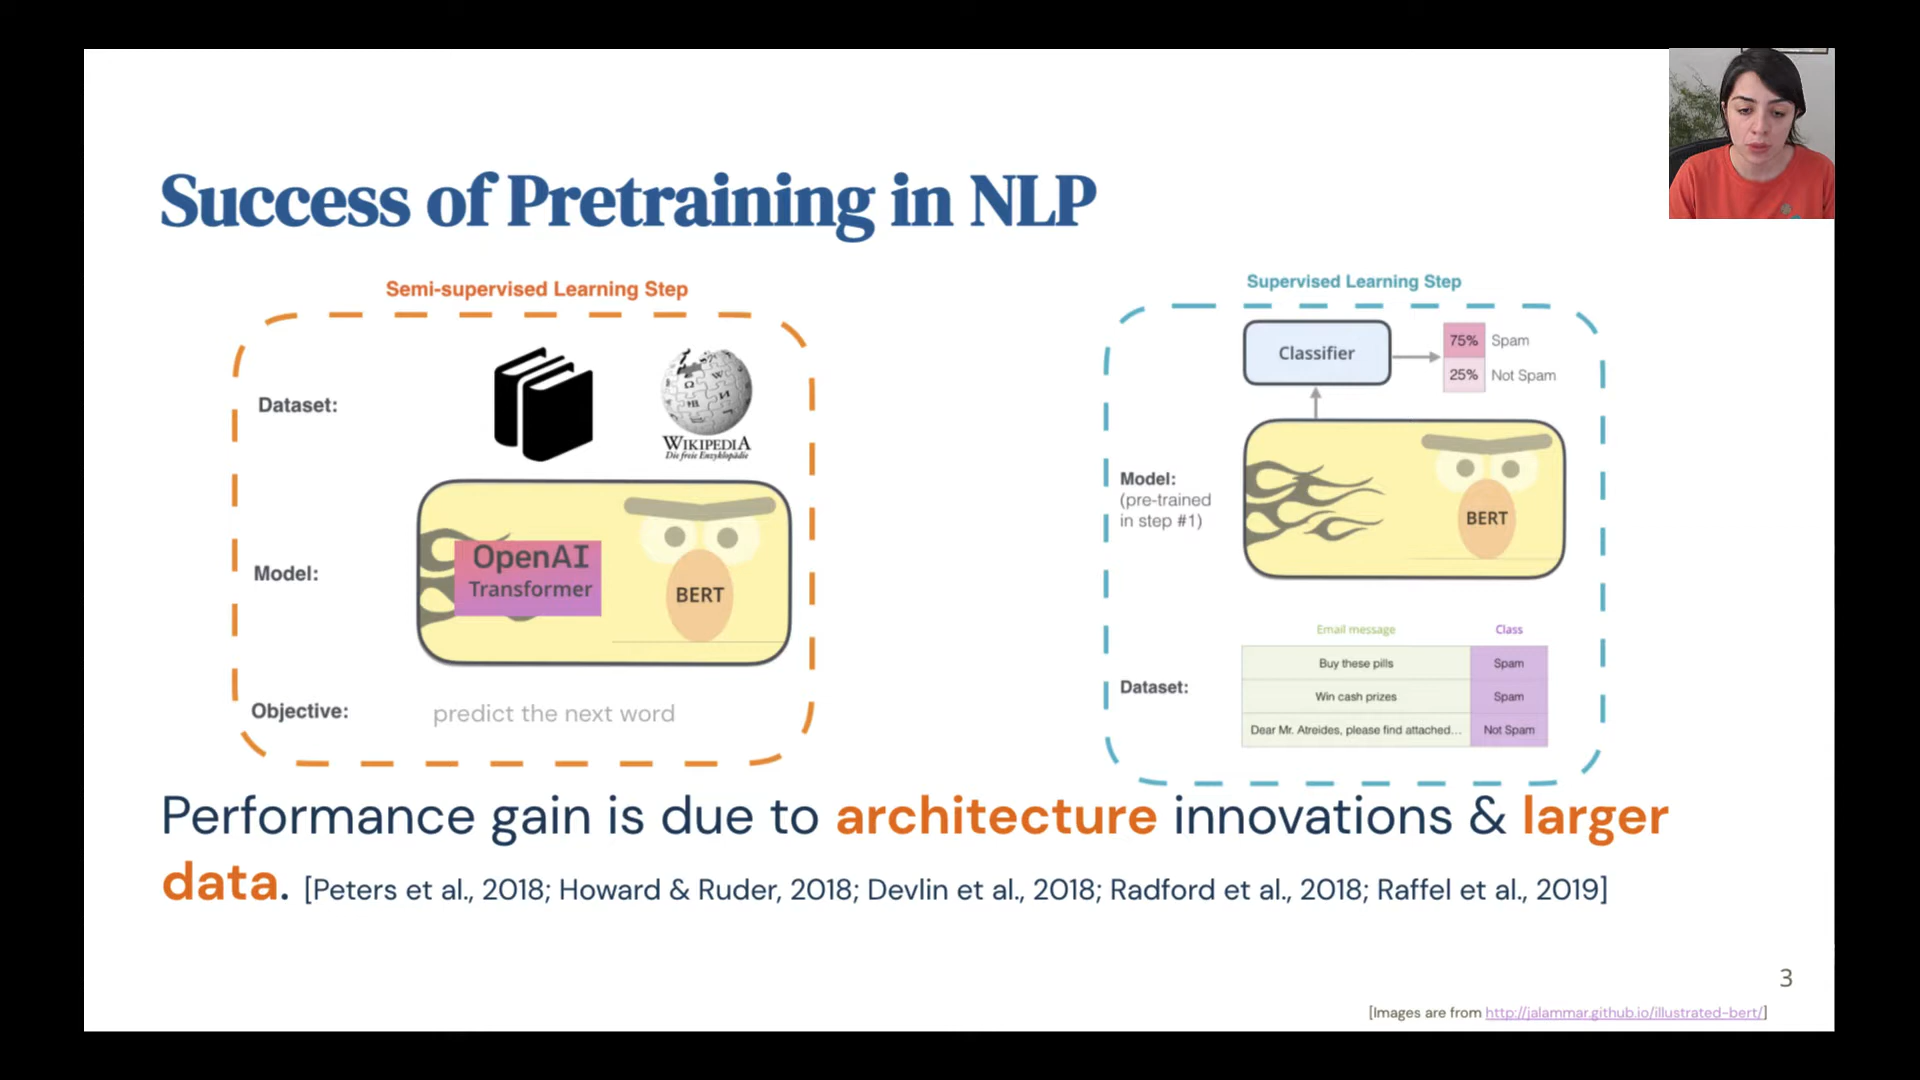 Success of Pretraining in NLP
Semi-supervised Learning Step
Dataset:
WIKIPEDIA
Die freie Enzyklopädie
Model:
OpenAI
Transformer
BERT
Objective:
predict the next word
Supervised Learning Step
Classifier
75% Spam
25% Not Spam
Model:
(pre-trained
in step #1)
BERT
Email message Class
Dataset:
Buy these pills Spam
Win cash prizes Spam
Dear Mr. Atreides, please find attached... Not Spam
Performance gain is due to architecture innovations & larger
data. [Peters et al., 2018; Howard & Ruder, 2018; Devlin et al., 2018; Radford et al., 2018; Raffel et al., 2019]
3
[Images are from http://jalammar.github.io/illustrated-bert/]